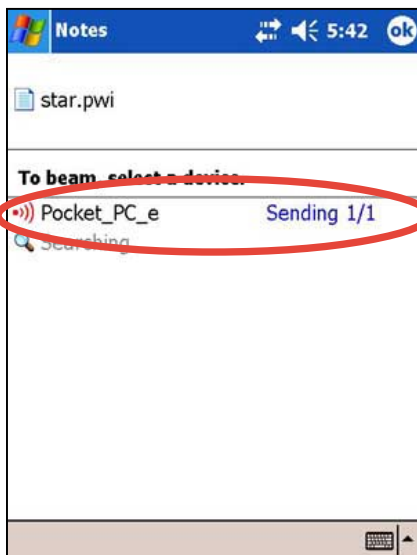 Notes 5:42 ok
star.pwi
To beam, select a device.
Pocket_PC_e Sending 1/1
Searching